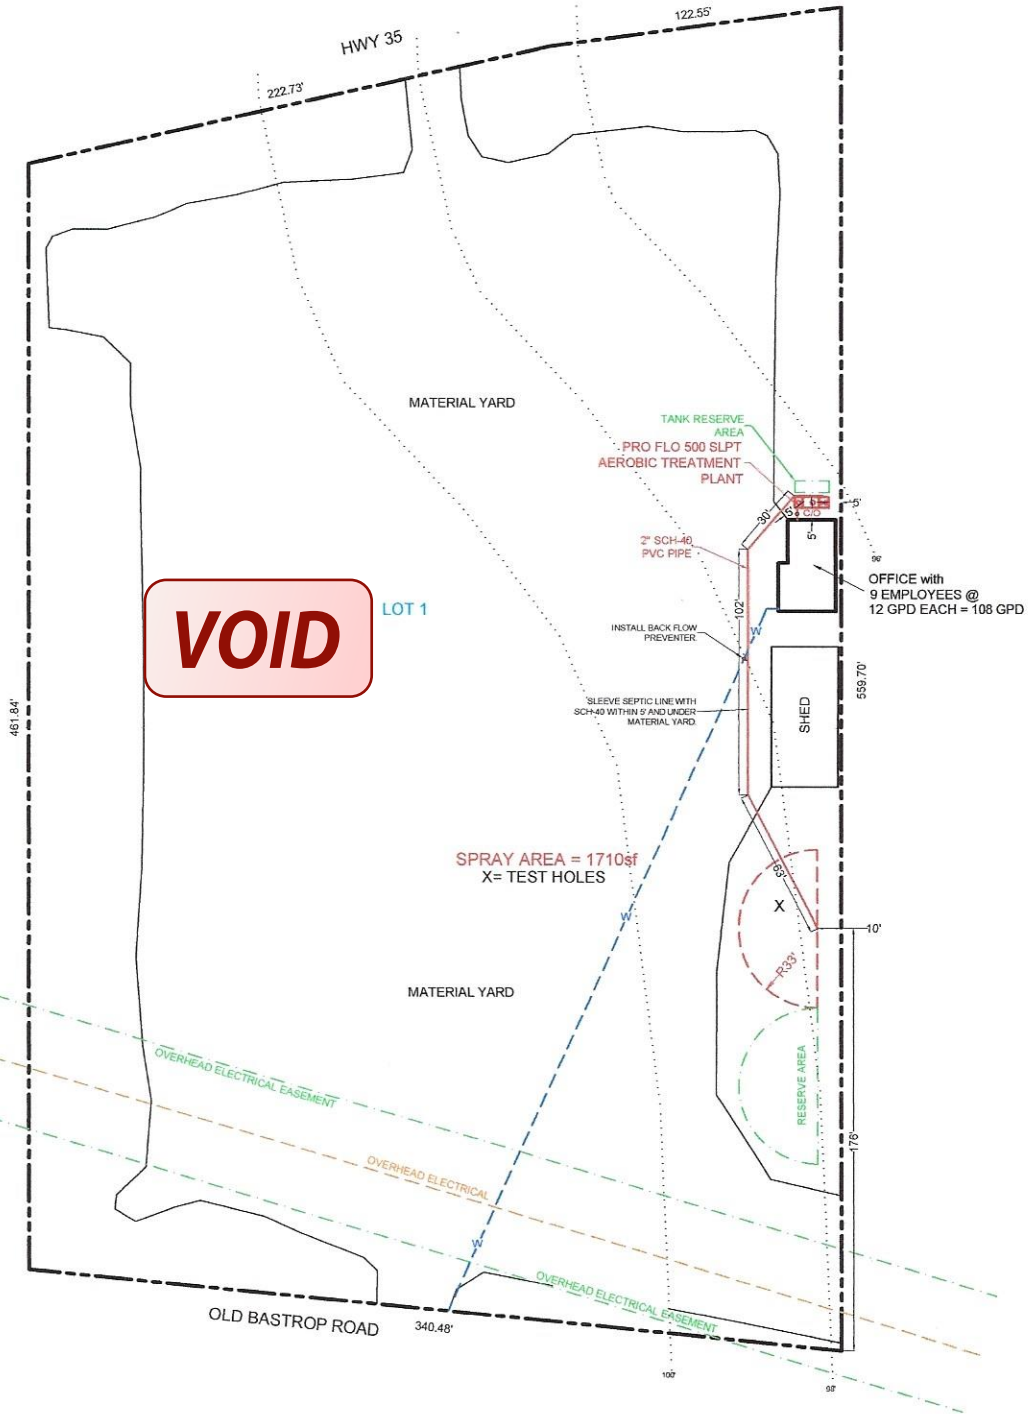 122.55'
HWY 35
222.73'
MATERIAL YARD
TANK RESERVE
AREA
PRO FLO 500 SLPT
AEROBIC TREATMENT
PLANT
5'
C/O
5'
30'
5'
2" SCH-40
PVC PIPE
96'
OFFICE with
9 EMPLOYEES @
12 GPD EACH = 108 GPD
VOID
LOT 1
102'
INSTALL BACK FLOW
PREVENTER.
W
559.70'
SHED
SLEEVE SEPTIC LINE WITH
SCH-40 WITHIN 5' AND UNDER
MATERIAL YARD.
461.84'
SPRAY AREA = 1710sf
X= TEST HOLES
63'
X
W
10'
R33'
MATERIAL YARD
RESERVE AREA
176'
OVERHEAD ELECTRICAL EASEMENT
OVERHEAD ELECTRICAL
W
OVERHEAD ELECTRICAL EASEMENT
OLD BASTROP ROAD
340.48'
100'
98'